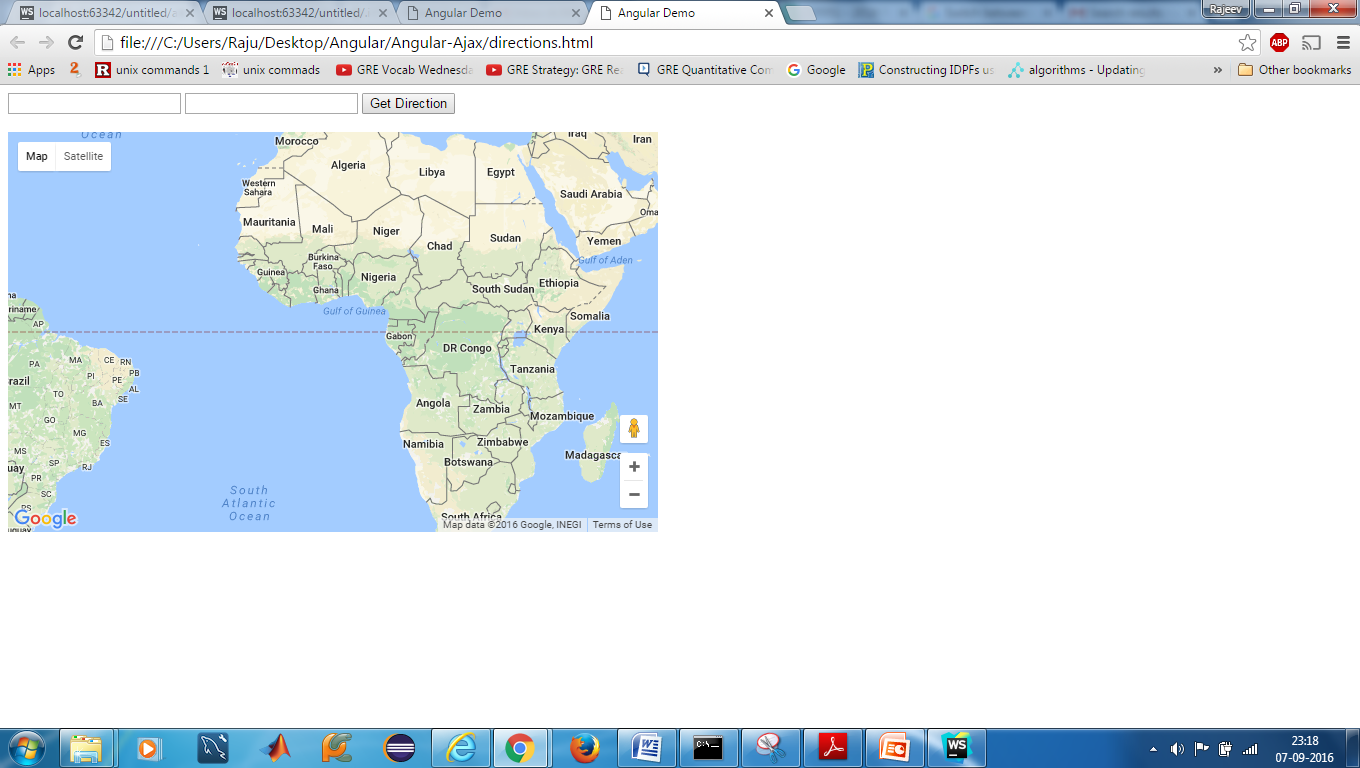 localhost:63342/untitled/a
localhost:63342/untitled/
Angular Demo
Angular Demo
Rajeev
file:///C:/Users/Raju/Desktop/Angular/Angular-Ajax/directions.html
ABP
Apps
unix commands 1
unix commads
GRE Vocab Wednesda
GRE Strategy: GRE Re
GRE Quantitative Com
Google
Constructing IDPFs us
algorithms - Updating
» Other bookmarks
Get Direction
Ocean
Map Satellite
Morocco
Algeria
Libya
Egypt
Iraq
Iran
Western
Sahara
Saudi Arabia
Oma
Mauritania
Mali
Niger
Chad
Sudan
Yemen
Gulf of Aden
Burkina
Faso
Guinea
Ghana
Nigeria
South Sudan
Ethiopia
Somalia
Gulf of Guinea
na
riname
AP
Gabon
DR Congo
Kenya
Tanzania
PA
MA
CE
RN
PB
PI
PE
AL
SE
razil
TO
BA
MT
GO
MG
ES
MS
SP
RJ
uay
PR
SC
RS
uguay
Angola
Zambia
Mozambique
Namibia
Zimbabwe
Botswana
Madagasca
South Africa
South
Atlantic
Ocean
Google
Map data ©2016 Google, INEGI
Terms of Use
C:\
WS
23:18
07-09-2016